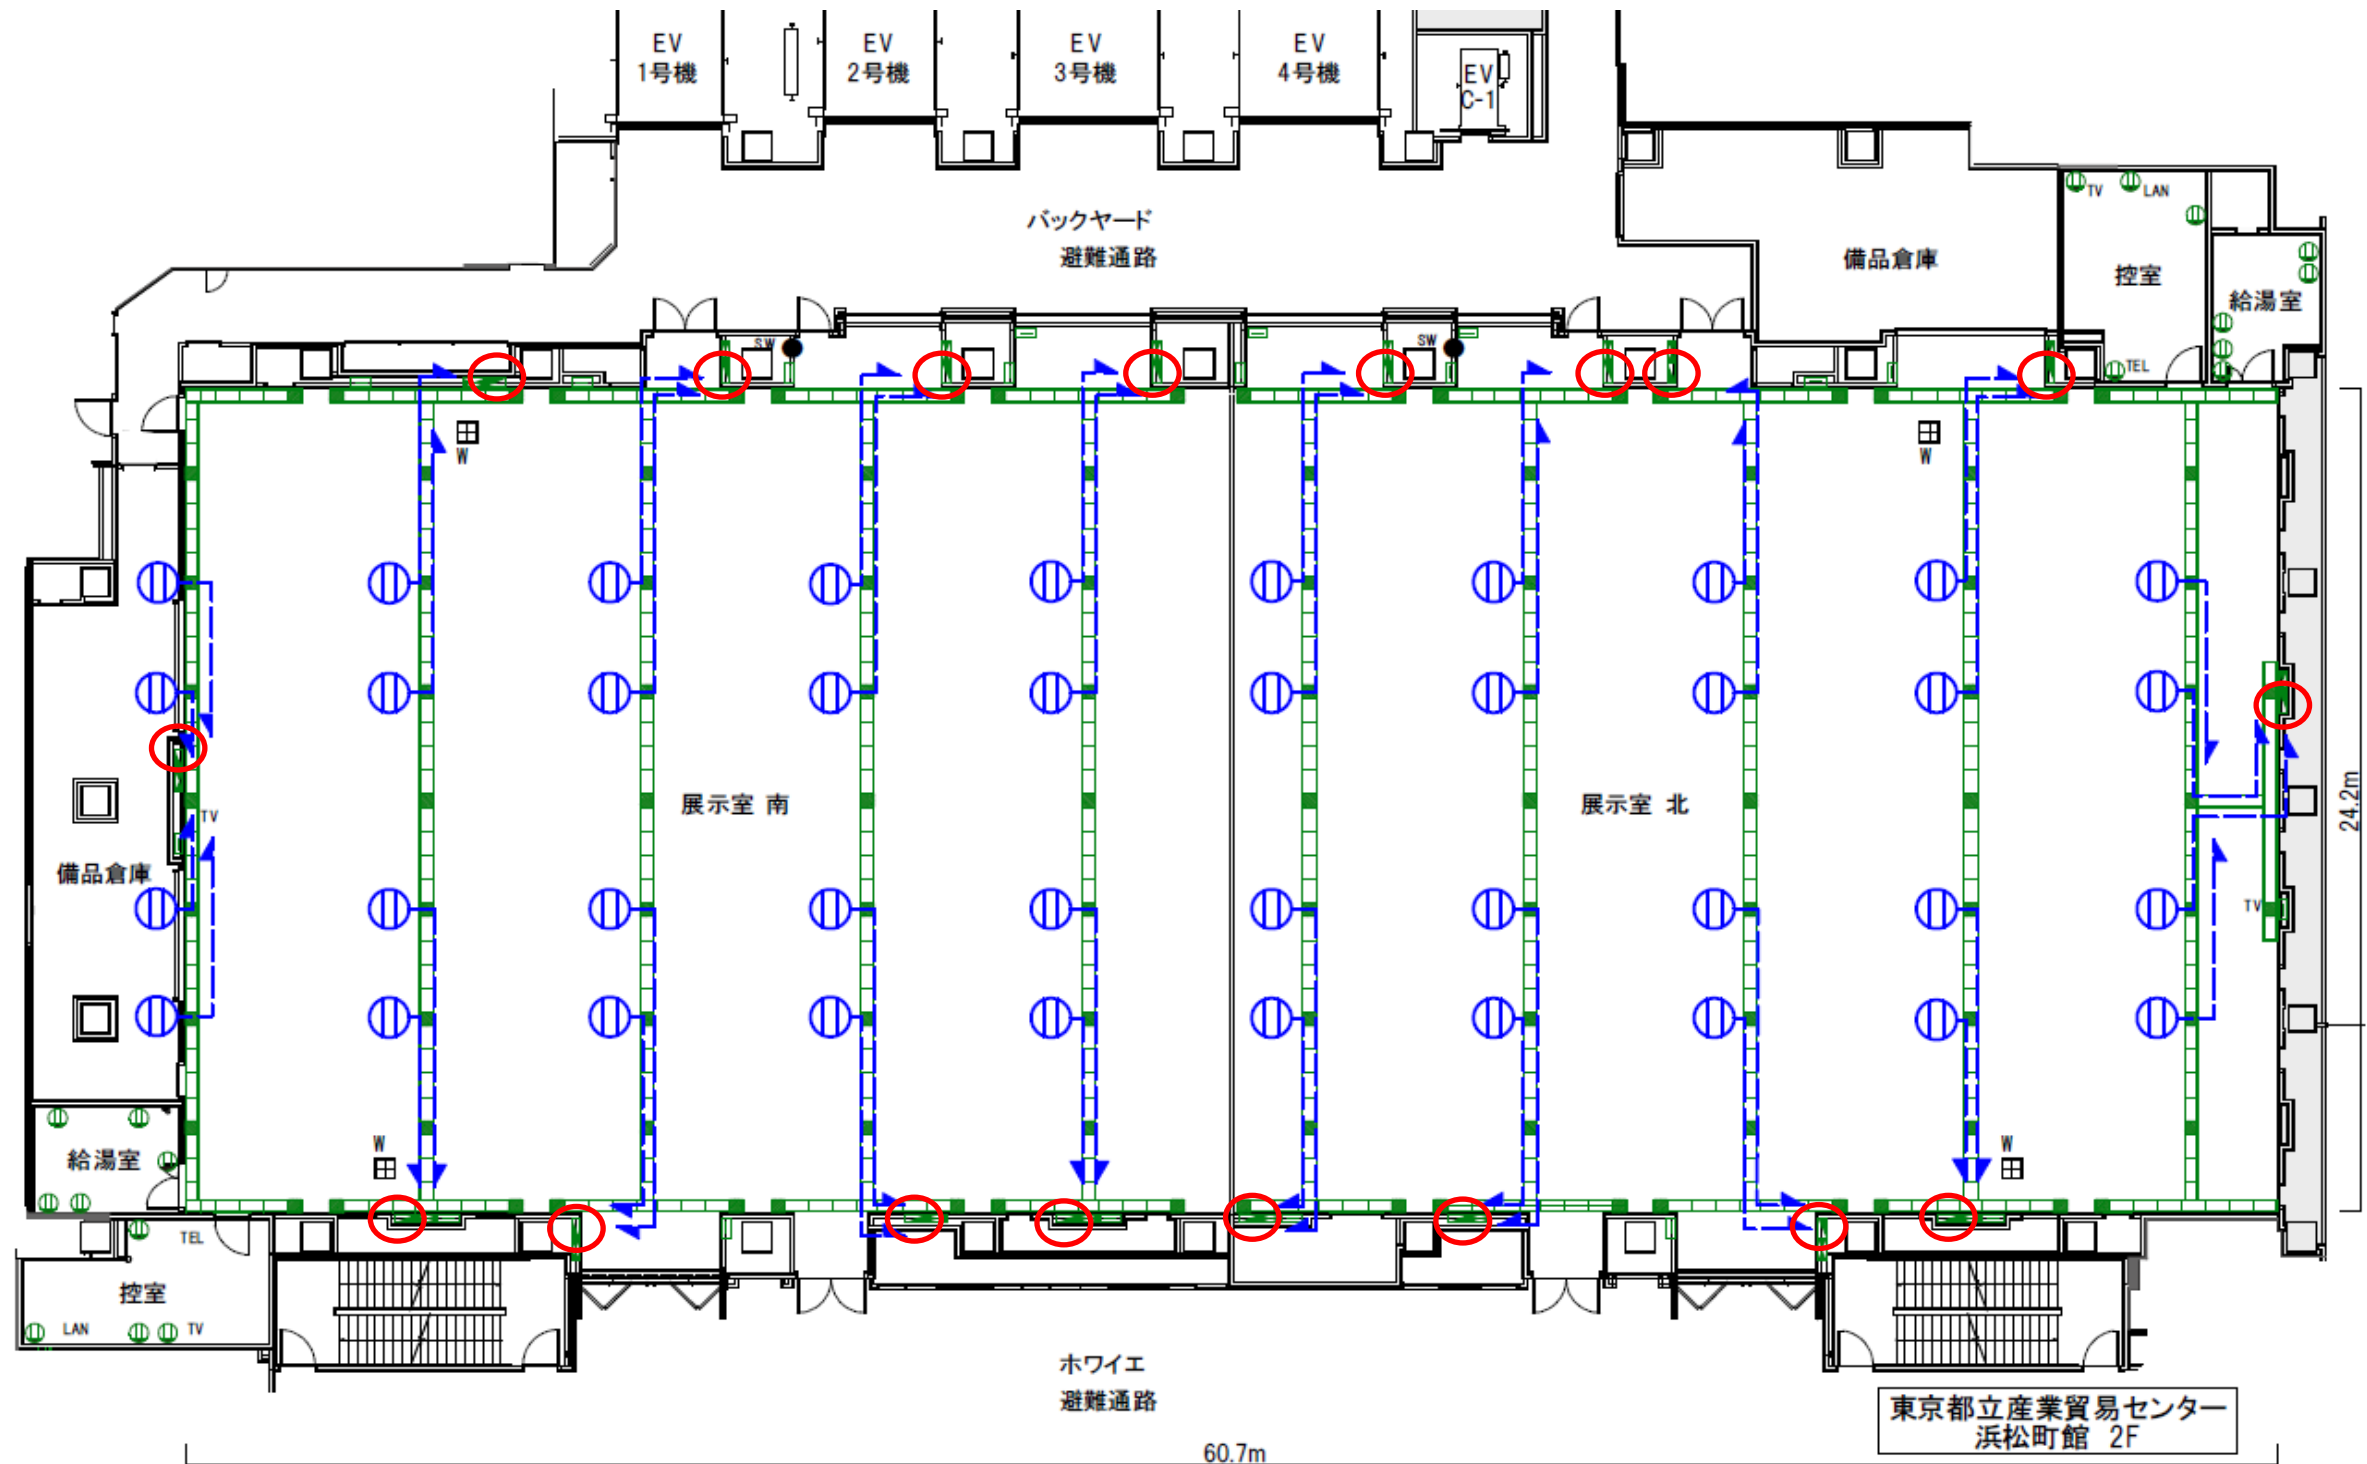 EV
1号機
EV
2号機
EV
3号機
EV
4号機
EV
C-1
バックヤード
避難通路
備品倉庫
TV
LAN
控室
給湯室
TEL
SW
SW
W
W
展示室 南
展示室 北
24.2m
TV
TV
備品倉庫
給湯室
W
W
TEL
控室
LAN
TV
ホワイエ
避難通路
東京都立産業貿易センター
浜松町館 2F
60.7m